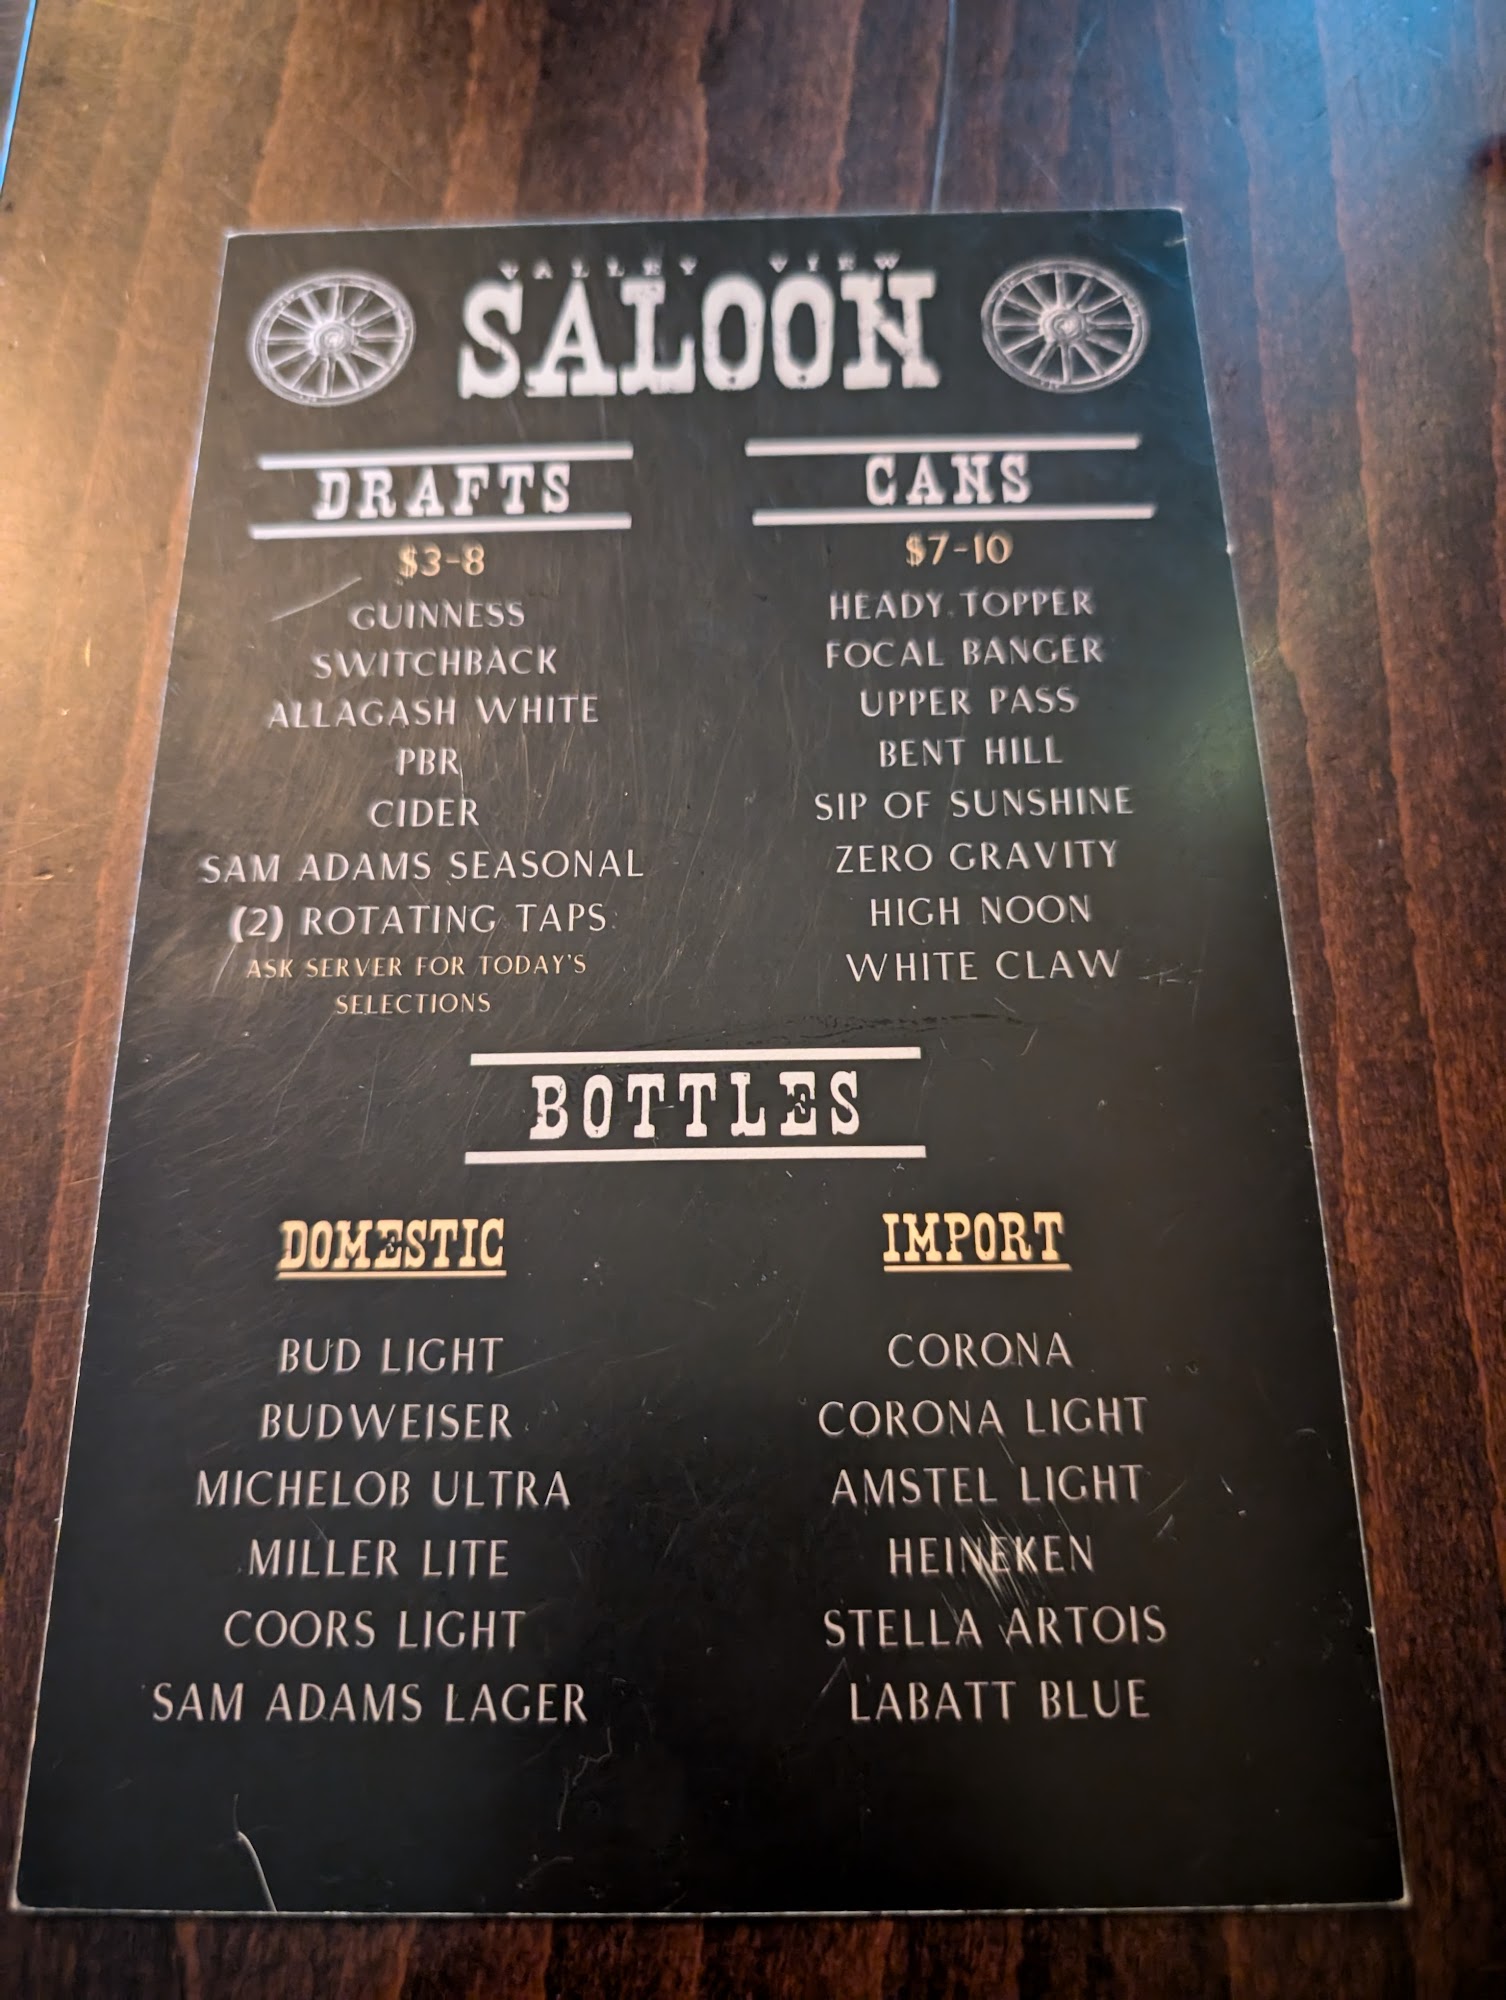 VALLEY VIEW
SALOON
DRAFTS
$3-8
GUINNESS
SWITCHBACK
ALLAGASH WHITE
PBR
CIDER
SAM ADAMS SEASONAL
(2) ROTATING TAPS
ASK SERVER FOR TODAY'S
SELECTIONS
CANS
$7-10
HEADY TOPPER
FOCAL BANGER
UPPER PASS
BENT HILL
SIP OF SUNSHINE
ZERO GRAVITY
HIGH NOON
WHITE CLAW
BOTTLES
DOMESTIC
BUD LIGHT
BUDWEISER
MICHELOB ULTRA
MILLER LITE
COORS LIGHT
SAM ADAMS LAGER
IMPORT
CORONA
CORONA LIGHT
AMSTEL LIGHT
HEINEKEN
STELLA ARTOIS
LABATT BLUE